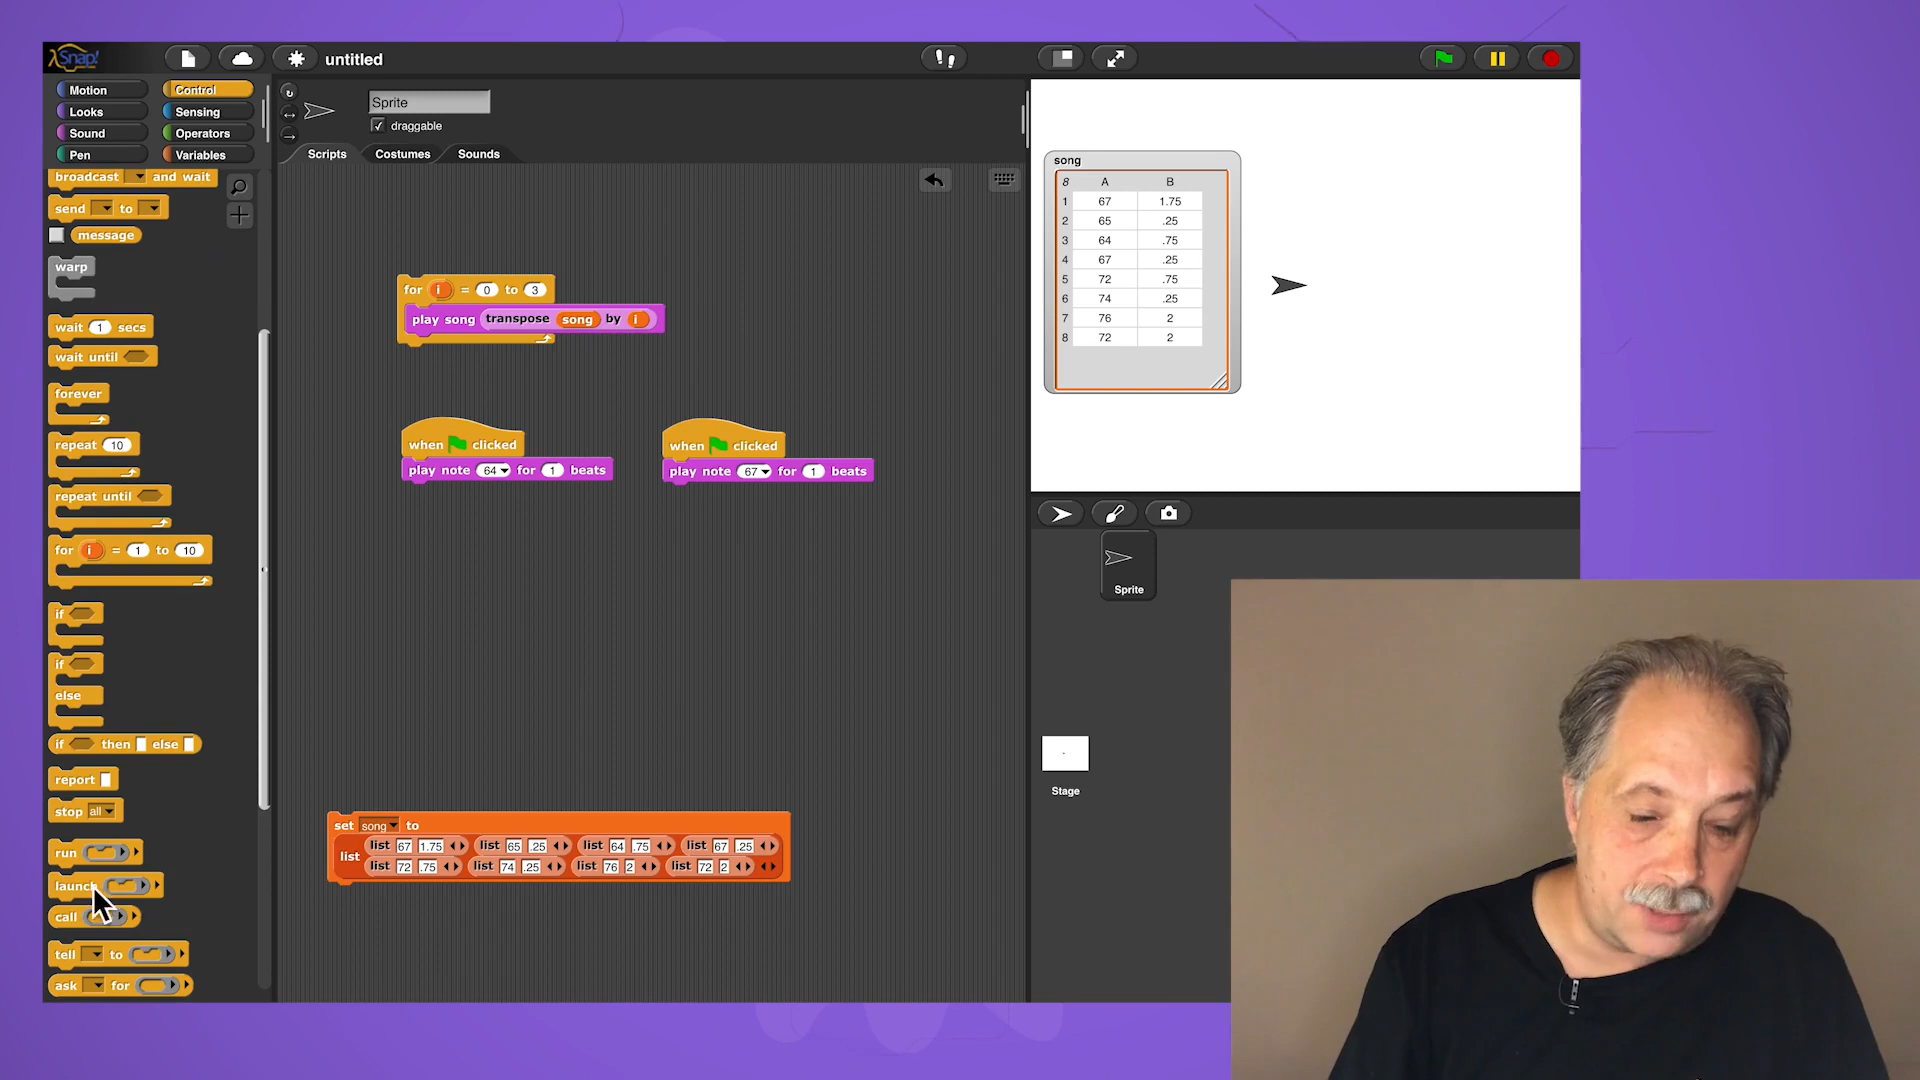 λSnap!
untitled
Motion Control
Looks Sensing
Sound Operators
Pen Variables
Sprite
draggable
Scripts Costumes Sounds
broadcast and wait
send to
message
warp
wait 1 secs
wait until
forever
repeat 10
repeat until
for i = 1 to 10
if
if
else
if then else
report
stop all
run
launch
call
tell to
ask for
for i = 0 to 3
play song transpose song by i
when clicked
play note 64 for 1 beats
when clicked
play note 67 for 1 beats
set song to
list list 67 1.75 list 65 .25 list 64 .75 list 67 .25
list 72 .75 list 74 .25 list 76 2 list 72 2
song
8 A B
1 67 1.75
2 65 .25
3 64 .75
4 67 .25
5 72 .75
6 74 .25
7 76 2
8 72 2
Sprite
Stage